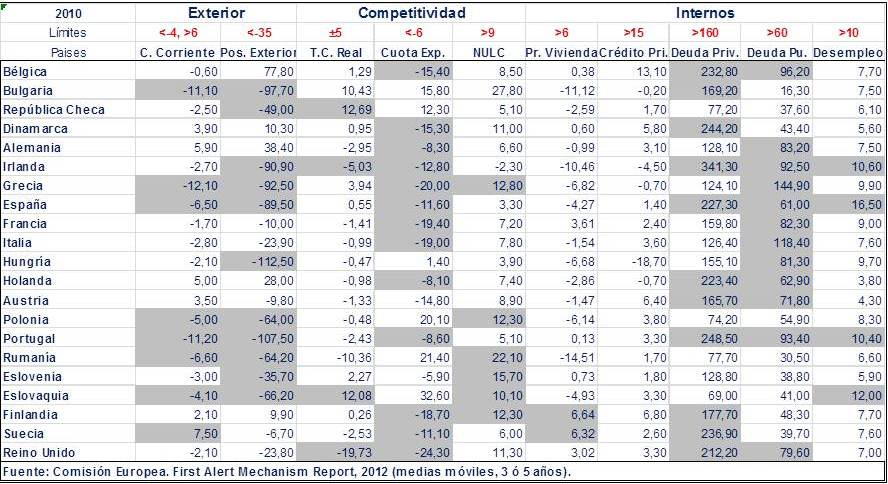 2010 Exterior Competitividad Internos
Límites <-4, >6 <-35 ±5 <-6 >9 >6 >15 >160 >60 >10
Paises C. Corriente Pos. Exterior T.C. Real Cuota Exp. NULC Pr. Vivienda Crédito Pri. Deuda Priv. Deuda Pu. Desempleo
Bélgica -0,60 77,80 1,29 -15,40 8,50 0,38 13,10 232,80 96,20 7,70
Bulgaria -11,10 -97,70 10,43 15,80 27,80 -11,12 -0,20 169,20 16,30 7,50
República Checa -2,50 -49,00 12,69 12,30 5,10 -2,59 1,70 77,20 37,60 6,10
Dinamarca 3,90 10,30 0,95 -15,30 11,00 0,60 5,80 244,20 43,40 5,60
Alemania 5,90 38,40 -2,95 -8,30 6,60 -0,99 3,10 128,10 83,20 7,50
Irlanda -2,70 -90,90 -5,03 -12,80 -2,30 -10,46 -4,50 341,30 92,50 10,60
Grecia -12,10 -92,50 3,94 -20,00 12,80 -6,82 -0,70 124,10 144,90 9,90
España -6,50 -89,50 0,55 -11,60 3,30 -4,27 1,40 227,30 61,00 16,50
Francia -1,70 -10,00 -1,41 -19,40 7,20 3,61 2,40 159,80 82,30 9,00
Italia -2,80 -23,90 -0,99 -19,00 7,80 -1,54 3,60 126,40 118,40 7,60
Hungría -2,10 -112,50 -0,47 1,40 3,90 -6,68 -18,70 155,10 81,30 9,70
Holanda 5,00 28,00 -0,98 -8,10 7,40 -2,86 -0,70 223,40 62,90 3,80
Austria 3,50 -9,80 -1,33 -14,80 8,90 -1,47 6,40 165,70 71,80 4,30
Polonia -5,00 -64,00 -0,48 20,10 12,30 -6,14 3,80 74,20 54,90 8,30
Portugal -11,20 -107,50 -2,43 -8,60 5,10 0,13 3,30 248,50 93,40 10,40
Rumania -6,60 -64,20 -10,36 21,40 22,10 -14,51 1,70 77,70 30,50 6,60
Eslovenia -3,00 -35,70 2,27 -5,90 15,70 0,73 1,80 128,80 38,80 5,90
Eslovaquia -4,10 -66,20 12,08 32,60 10,10 -4,93 3,30 69,00 41,00 12,00
Finlandia 2,10 9,90 0,26 -18,70 12,30 6,64 6,80 177,70 48,30 7,70
Suecia 7,50 -6,70 -2,53 -11,10 6,00 6,32 2,60 236,90 39,70 7,60
Reino Unido -2,10 -23,80 -19,73 -24,30 11,30 3,02 3,30 212,20 79,60 7,00
Fuente: Comisión Europea. First Alert Mechanism Report, 2012 (medias móviles, 3 ó 5 años).